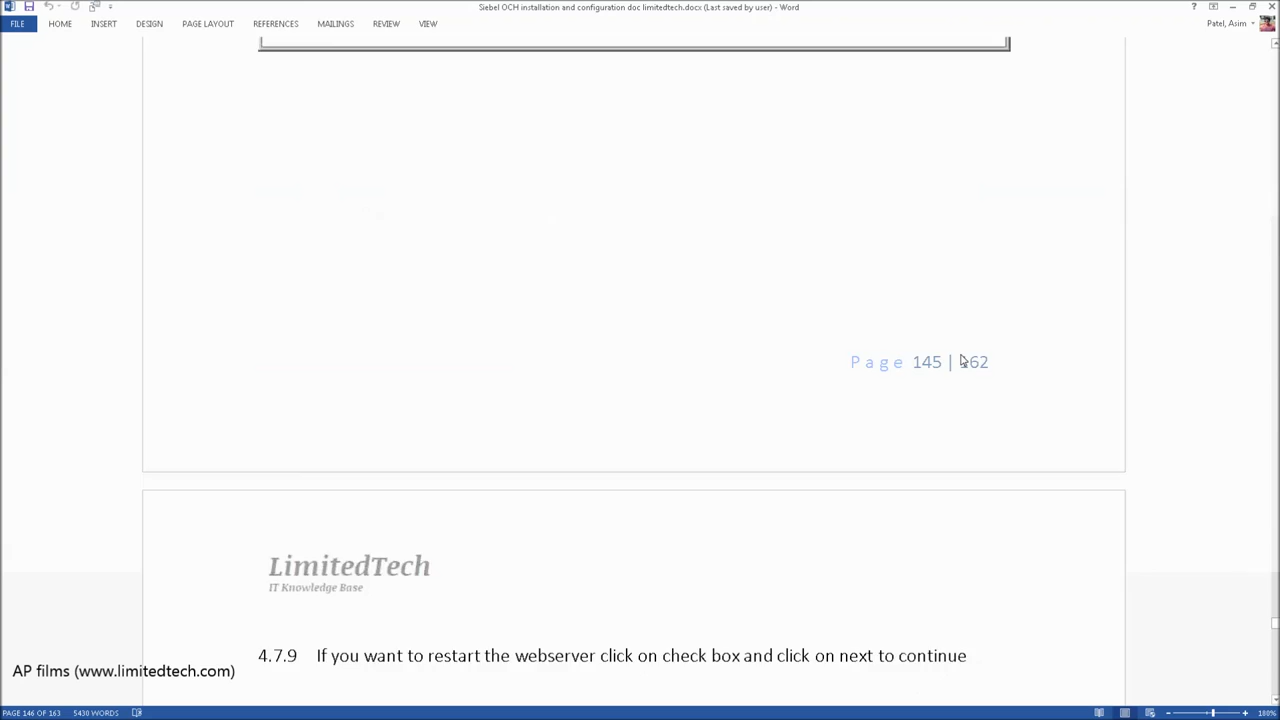 Siebel OCH installation and configuration doc limitedtech.docx (Last saved by user) - Word
FILE HOME INSERT DESIGN PAGE LAYOUT REFERENCES MAILINGS REVIEW VIEW
Patel, Asim
Page 145 | 62
LimitedTech
IT Knowledge Base
4.7.9 If you want to restart the webserver click on check box and click on next to continue
AP films (www.limitedtech.com)
PAGE 146 OF 163 5430 WORDS
180%